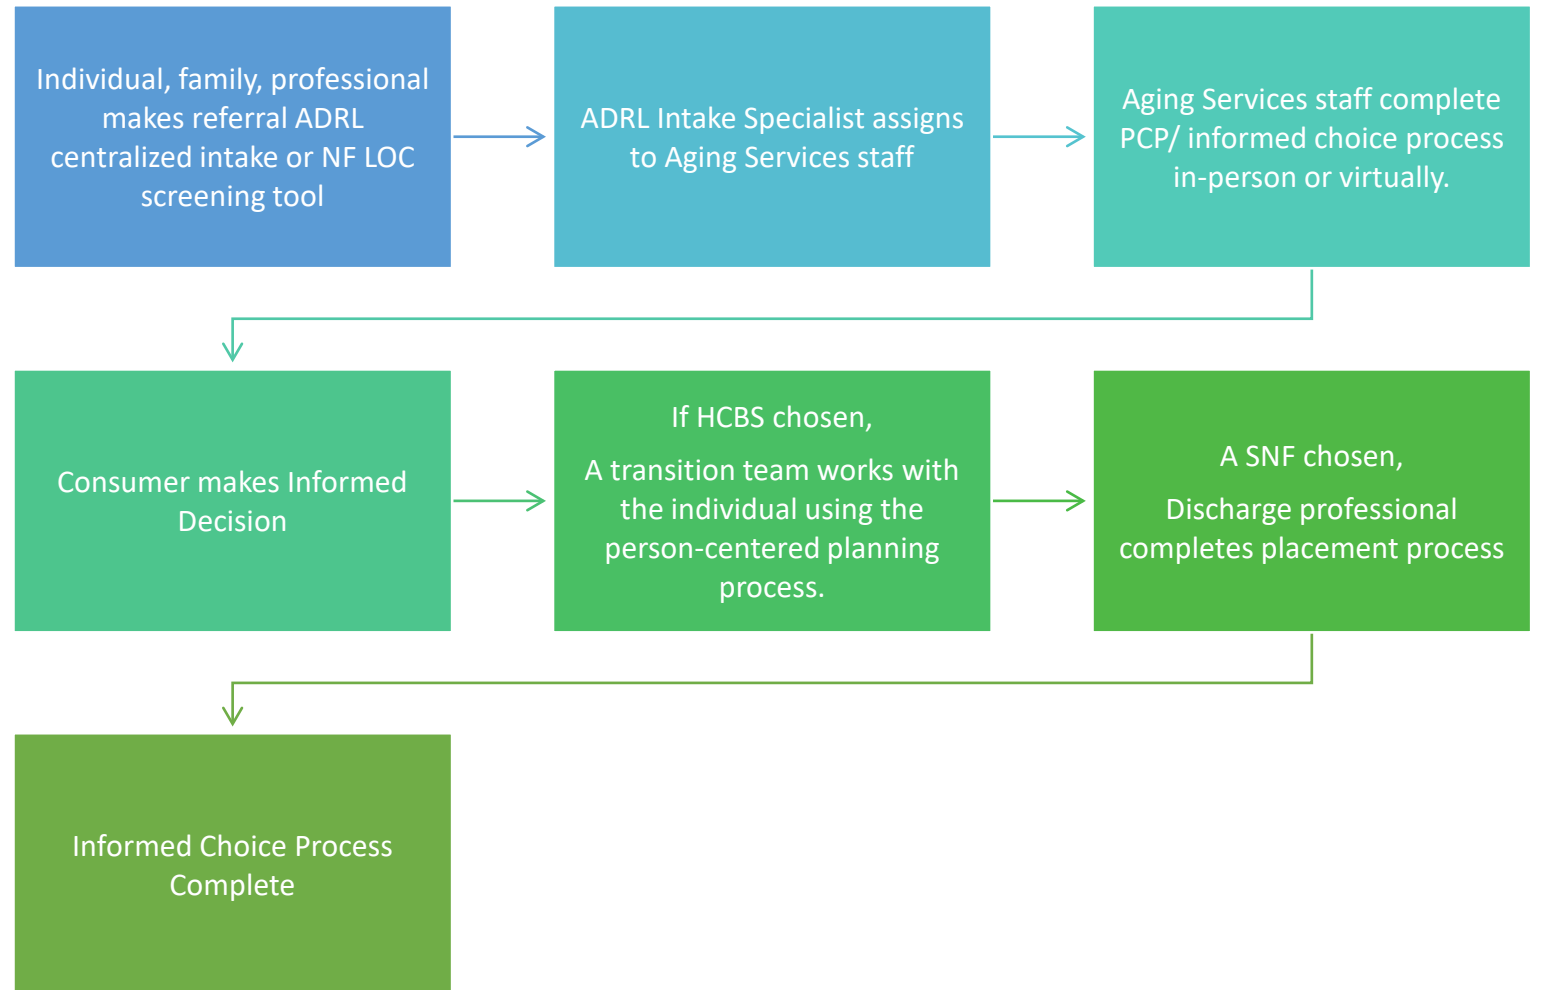 Individual, family, professional
makes referral ADRL
centralized intake or NF LOC
screening tool
ADRL Intake Specialist assigns
to Aging Services staff
Aging Services staff complete
PCP/ informed choice process
in-person or virtually.
Consumer makes Informed
Decision
If HCBS chosen,
A transition team works with
the individual using the
person-centered planning
process.
A SNF chosen,
Discharge professional
completes placement process
Informed Choice Process
Complete